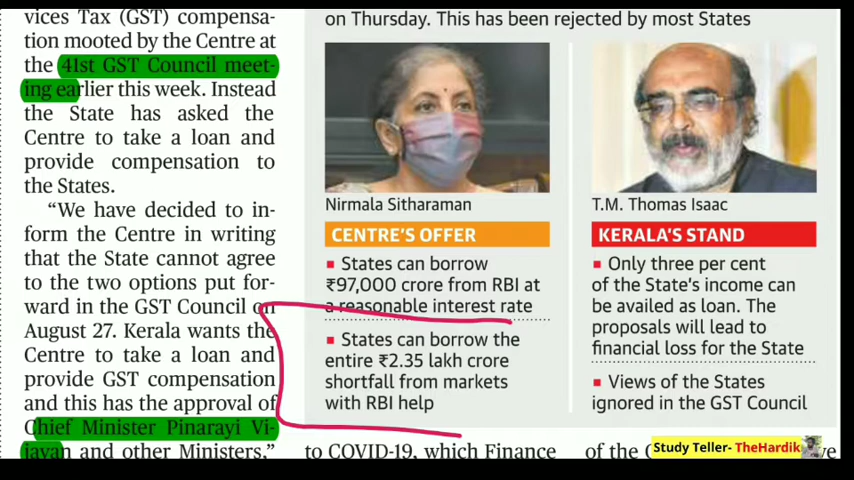 vices Tax (GST) compensa-
tion mooted by the Centre at
the 41st GST Council meet-
ing earlier this week. Instead
the State has asked the
Centre to take a loan and
provide compensation to
the States.
“We have decided to in-
form the Centre in writing
that the State cannot agree
to the two options put for-
ward in the GST Council on
August 27. Kerala wants the
Centre to take a loan and
provide GST compensation
and this has the approval of
Chief Minister Pinarayi Vi-
jayan and other Ministers,”
on Thursday. This has been rejected by most States
Nirmala Sitharaman
CENTRE'S OFFER
▪ States can borrow
₹97,000 crore from RBI at
a reasonable interest rate
▪ States can borrow the
entire ₹2.35 lakh crore
shortfall from markets
with RBI help
T.M. Thomas Isaac
KERALA'S STAND
▪ Only three per cent
of the State's income can
be availed as loan. The
proposals will lead to
financial loss for the State
▪ Views of the States
ignored in the GST Council
to COVID-19, which Finance
of the
Study Teller- TheHardik